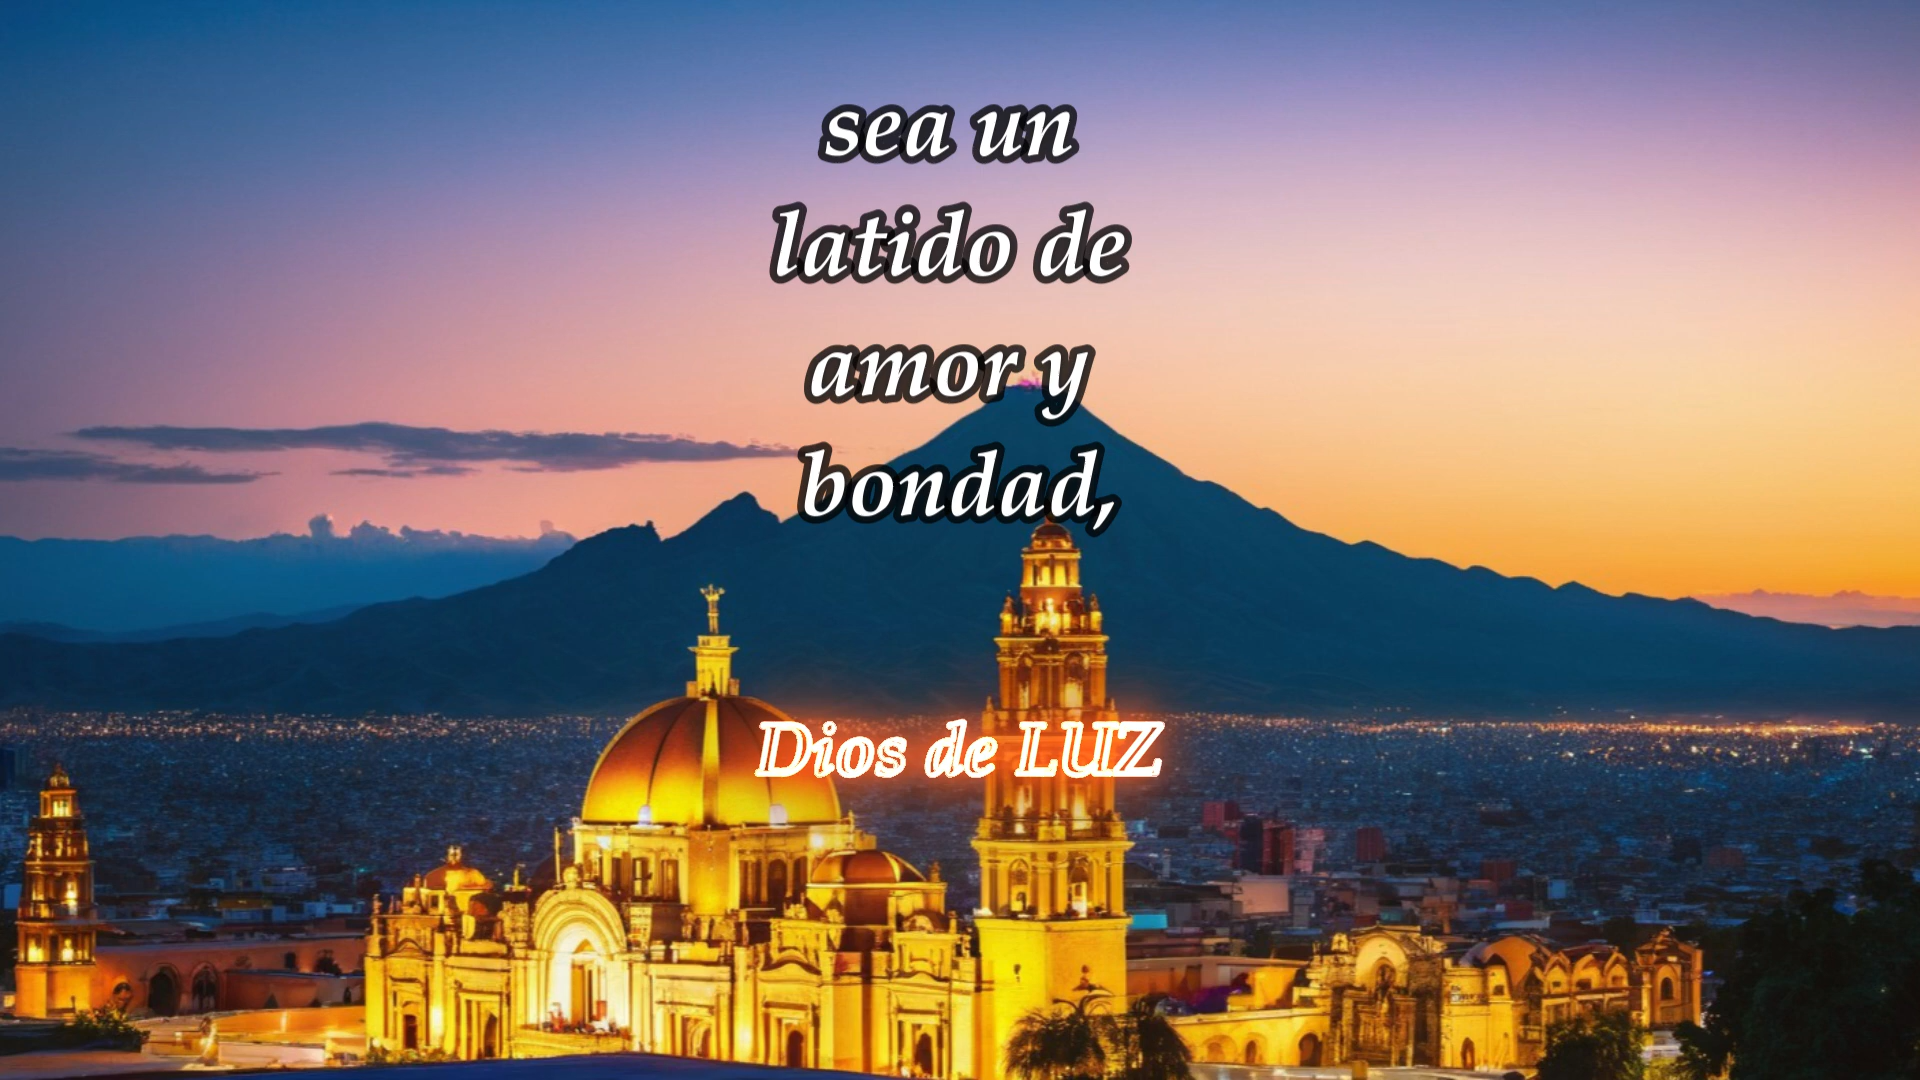 sea un
latido de
amor y
bondad,
Dios de LUZ